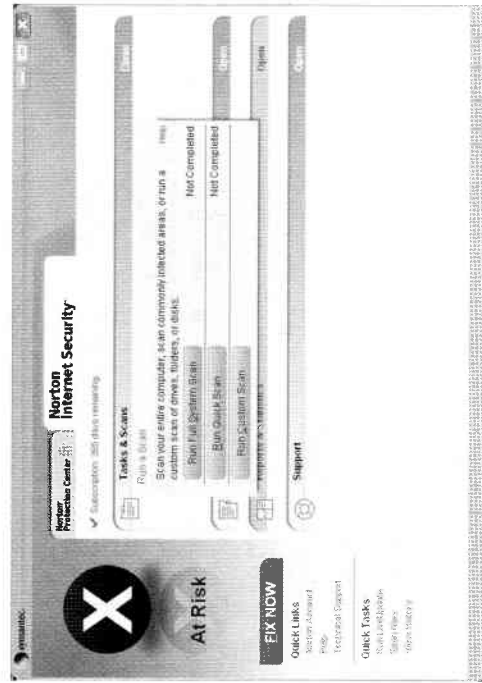 symantec
Norton
Protection Center
Norton
Internet Security
At Risk
FIX NOW
Quick Links
Technical Support
Quick Tasks
Subscription: 365 days remaining.
Tasks & Scans
Run a Scan
Scan your entire computer, scan commonly infected areas, or run a
custom scan of drives, folders, or disks.
Run Full System Scan Not Completed
Run Quick Scan Not Completed
Run Custom Scan
Open
Open
Reports & Statistics
Open
Support
Open